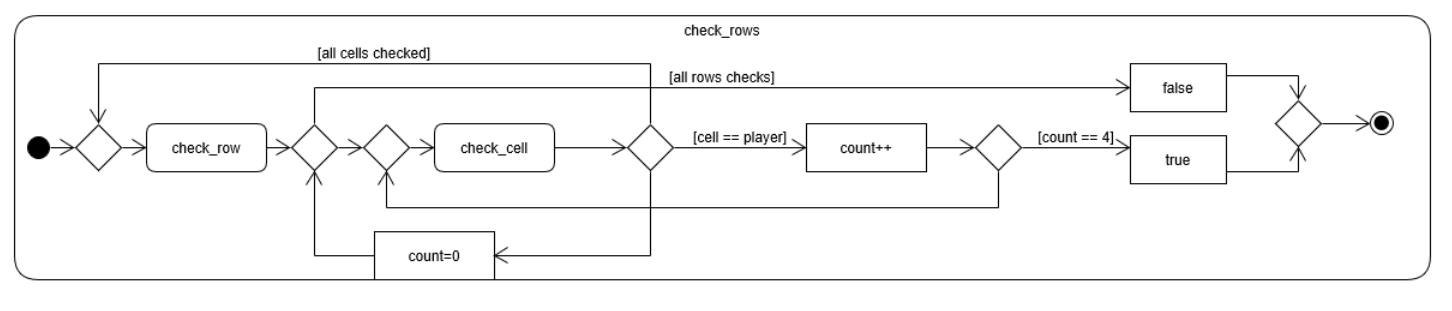 check_rows
[all cells checked]
[all rows checks]
false
[cell == player]
[count == 4]
check_row
check_cell
count++
true
count=0